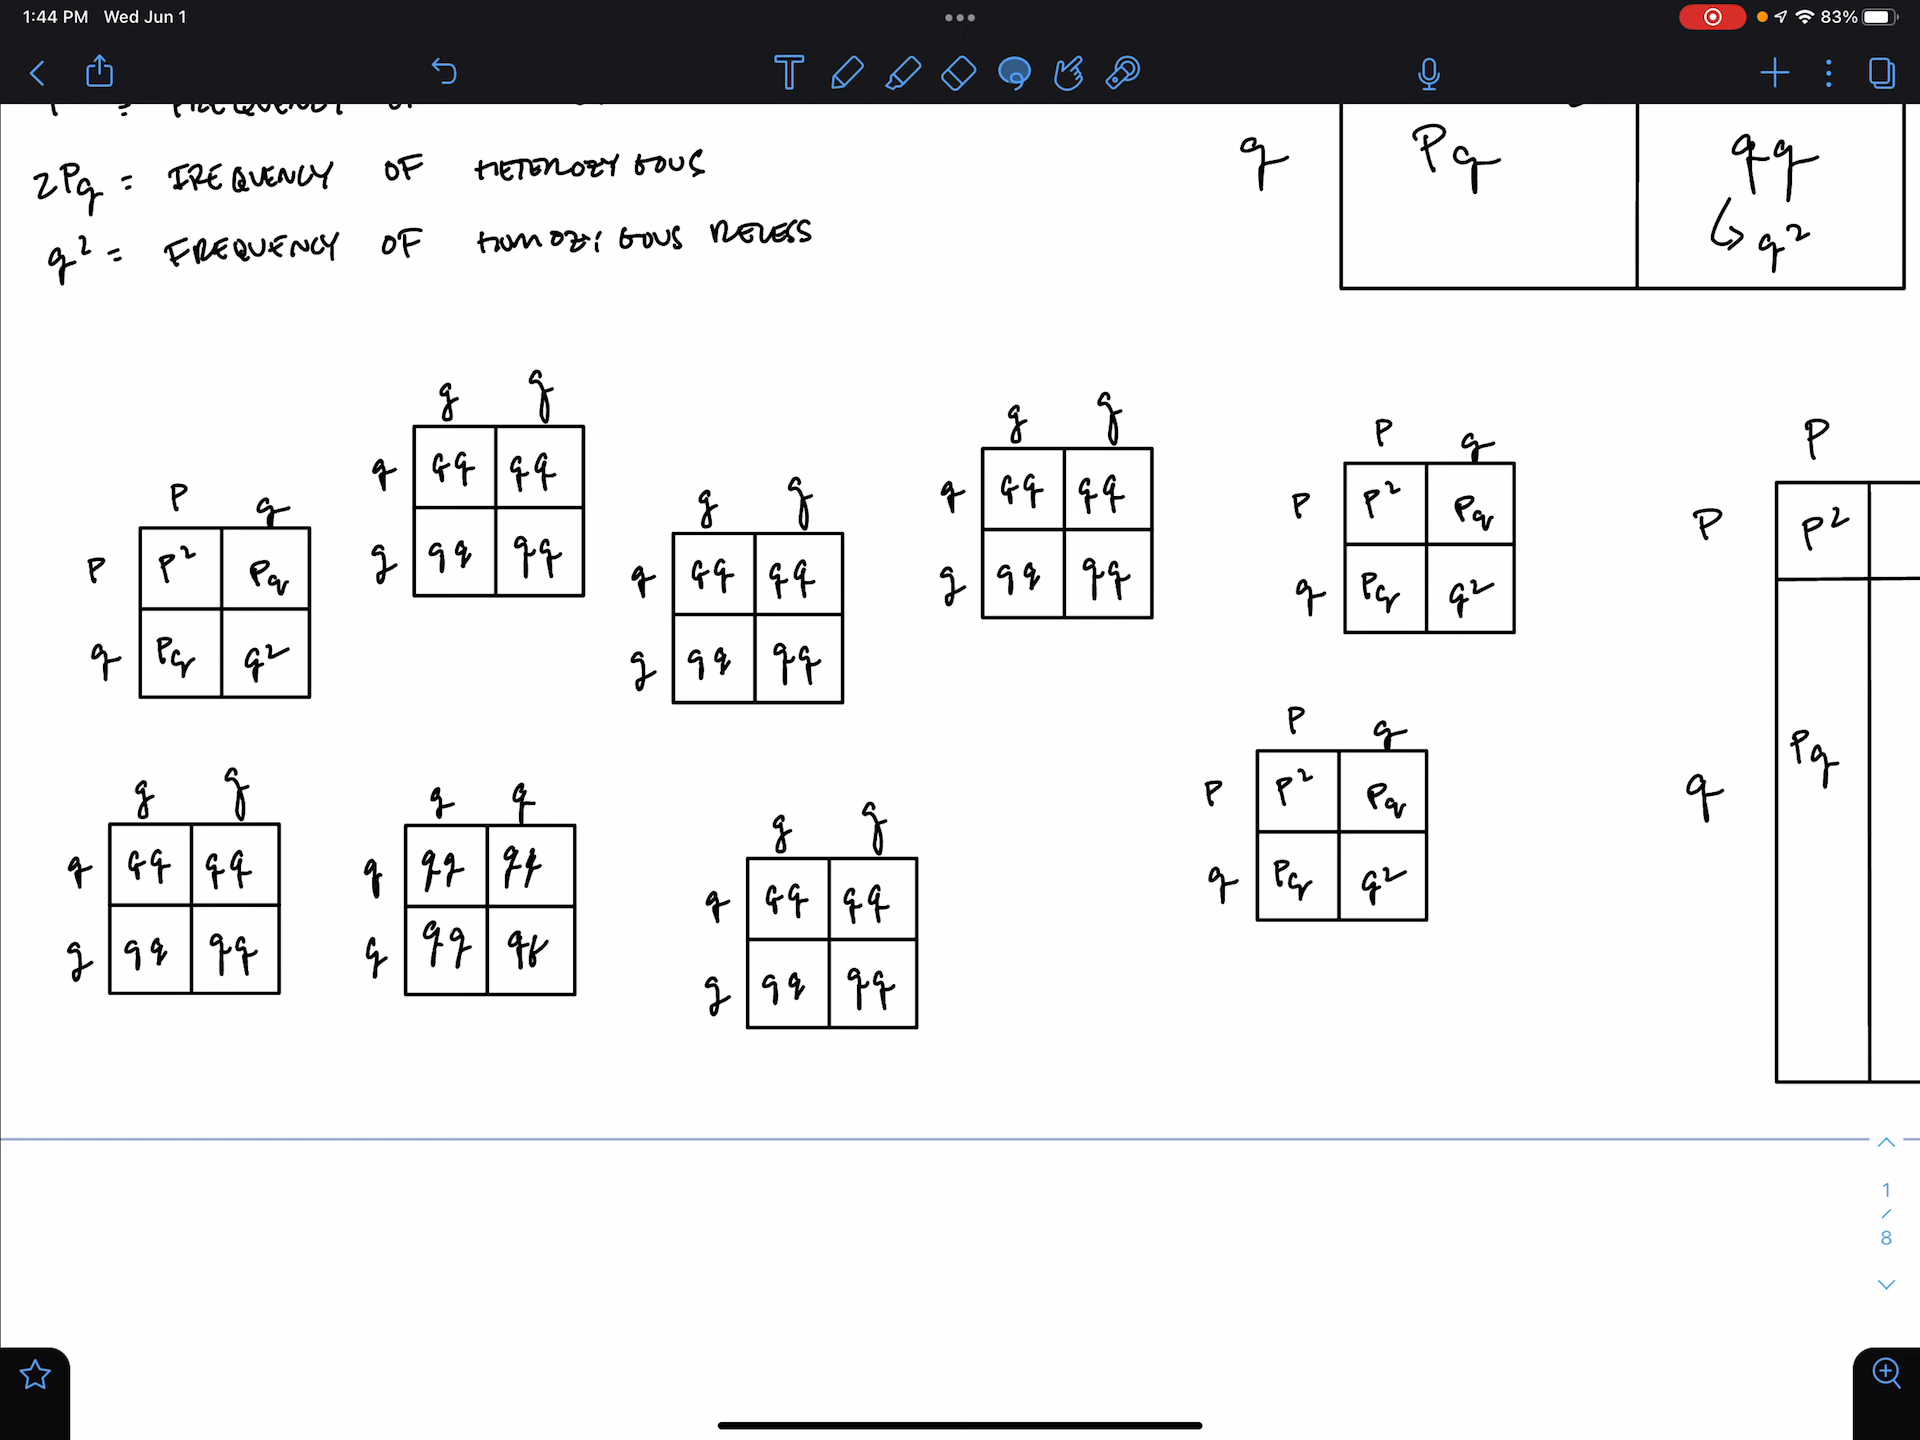 1:44 PM Wed Jun 1
83%
FREQUENCY OF
2Pq = FREQUENCY OF HETEROZYGOUS
q² = FREQUENCY OF HOMOZYGOUS RECESS
q Pq qq
q²
q q
q qq qq
q qq qq
P q
P P² Pq
q Pq q²
q q
q qq qq
q qq qq
q q
q qq qq
q qq qq
P q
P P² Pq
q Pq q²
P
P P²
q Pq
q q
q qq qq
q qq qq
q q
q qq qq
q qq qq
q q
q qq qq
q qq qq
P q
P P² Pq
q Pq q²
1
/
8